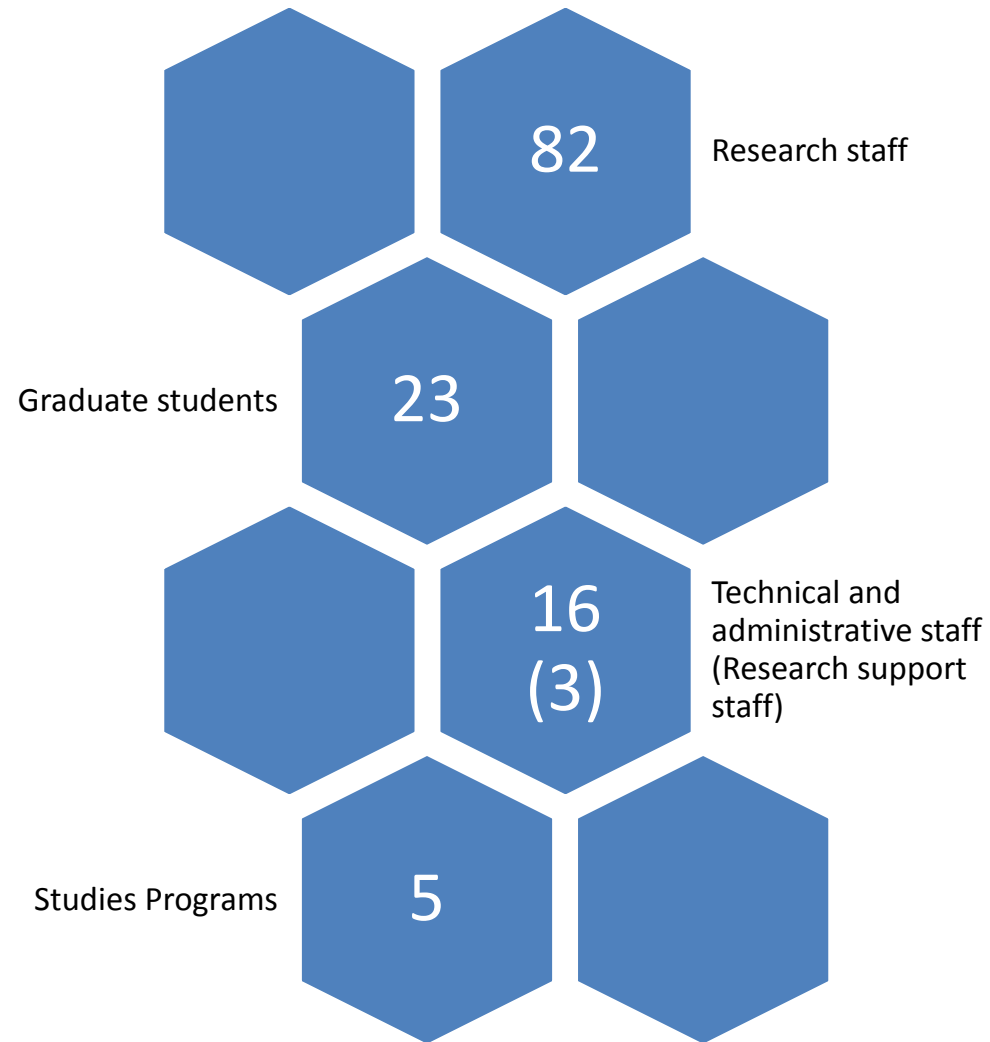 82
Research staff
Graduate students
23
16
(3)
Technical and
administrative staff
(Research support
staff)
Studies Programs
5